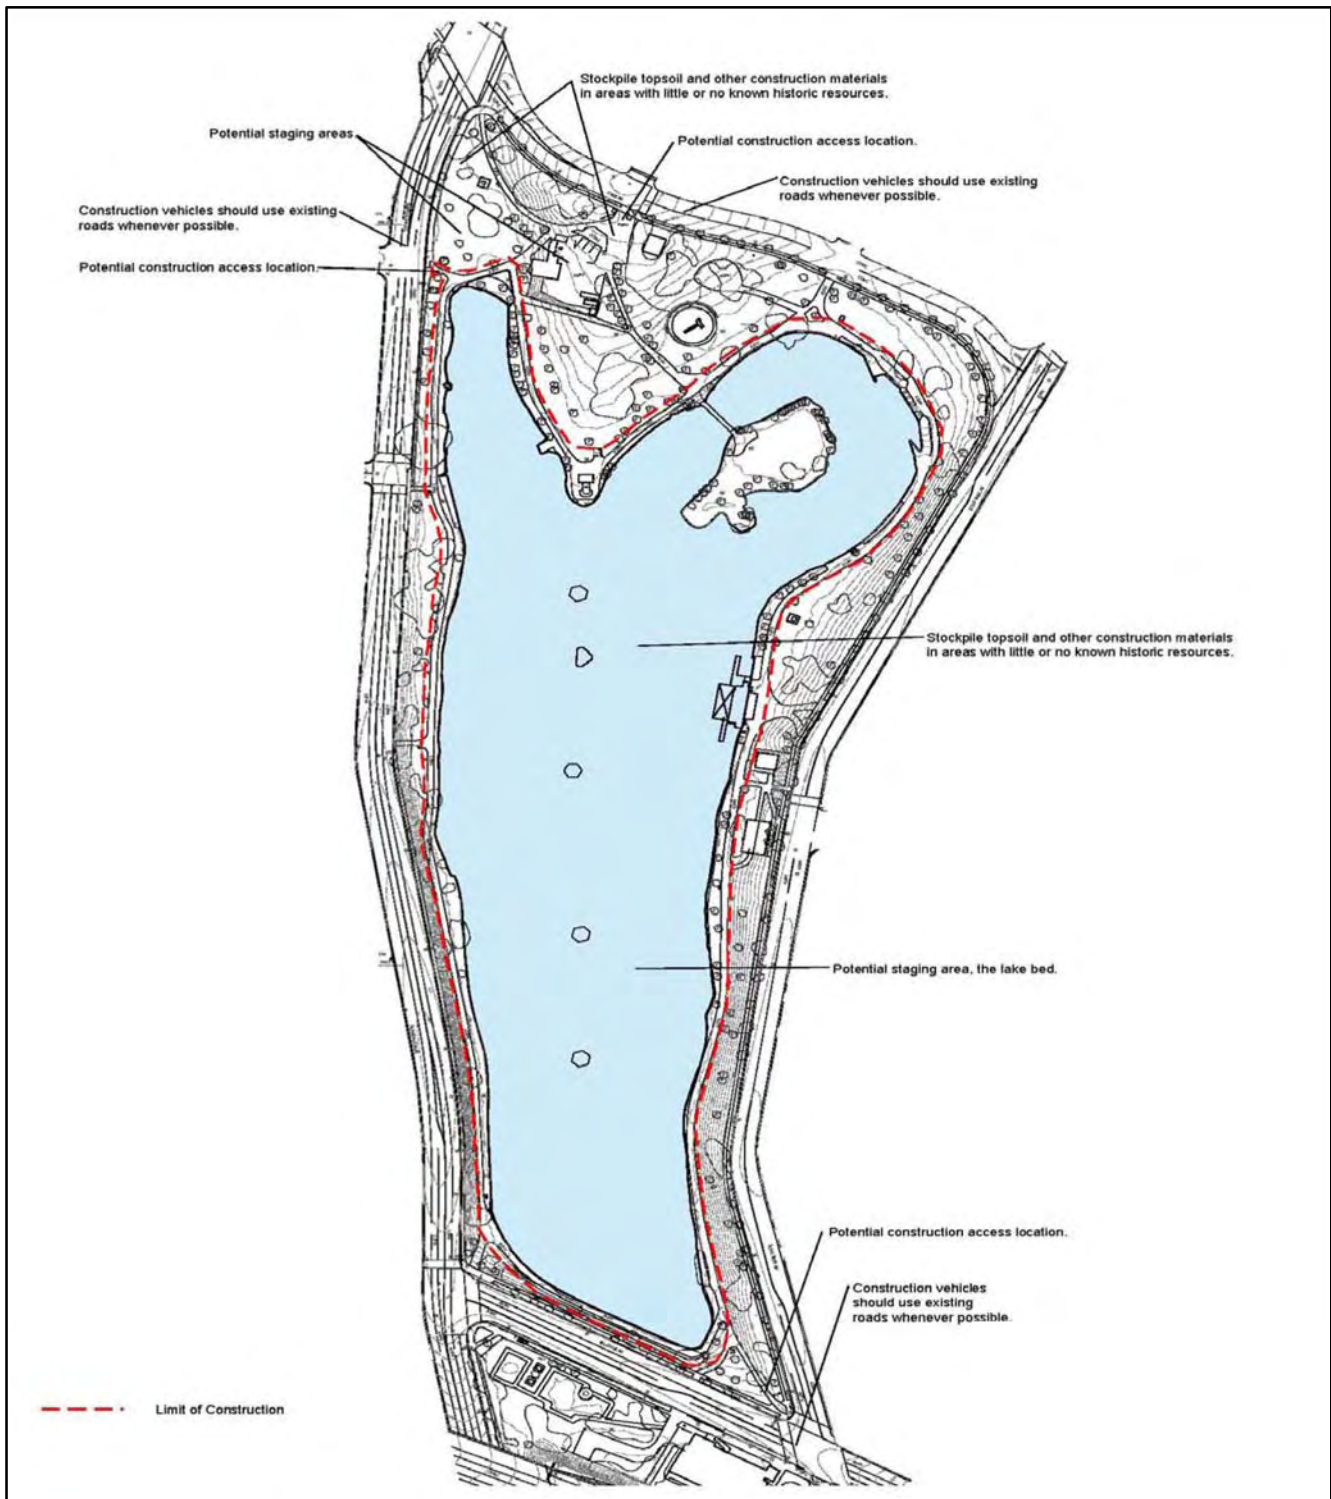 Stockpile topsoil and other construction materials
in areas with little or no known historic resources.
Potential staging areas
Potential construction access location.
Construction vehicles should use existing
roads whenever possible.
Construction vehicles should use existing
roads whenever possible.
Potential construction access location.
Stockpile topsoil and other construction materials
in areas with little or no known historic resources.
Potential staging area, the lake bed.
Potential construction access location.
Construction vehicles
should use existing
roads whenever possible.
Limit of Construction